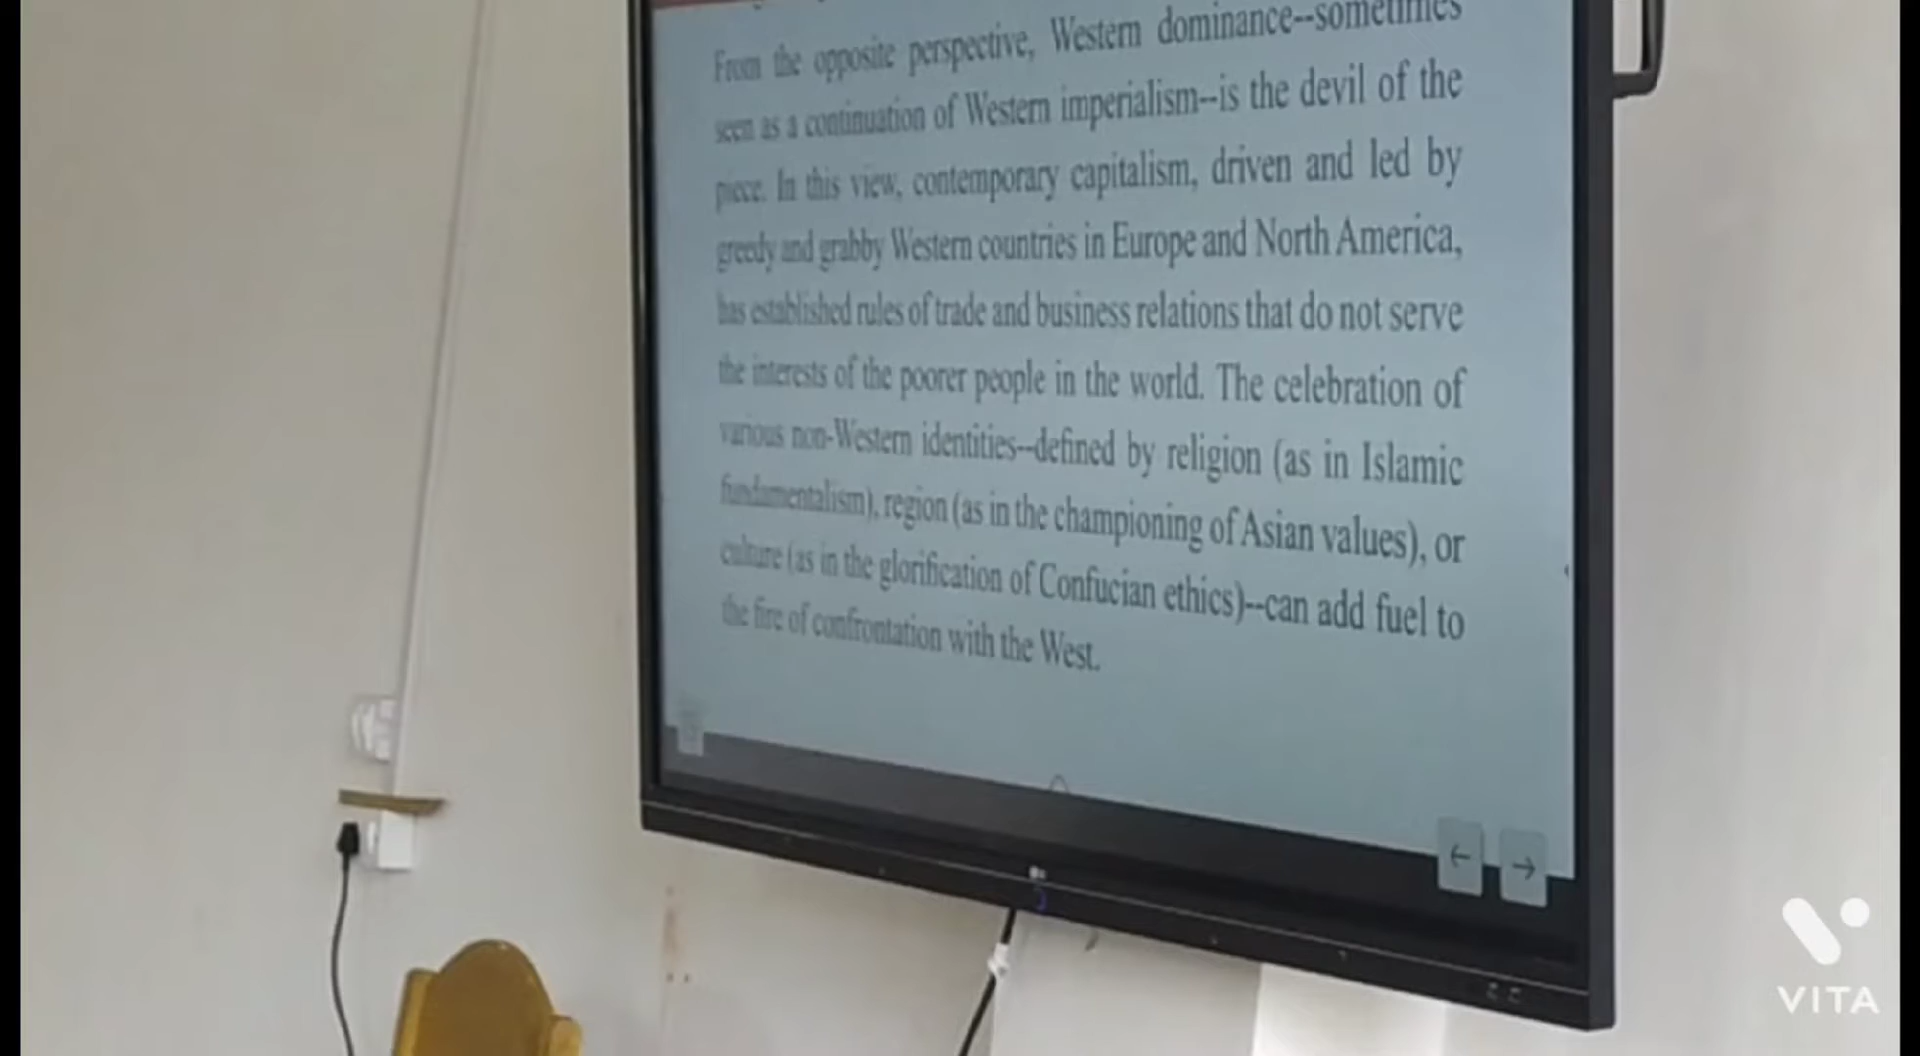 From the opposite perspective, Western dominance--sometimes
seen as a continuation of Western imperialism--is the devil of the
piece. In this view, contemporary capitalism, driven and led by
greedy and grabby Western countries in Europe and North America,
has established rules of trade and business relations that do not serve
the interests of the poorer people in the world. The celebration of
various non-Western identities--defined by religion (as in Islamic
fundamentalism), region (as in the championing of Asian values), or
culture (as in the glorification of Confucian ethics)--can add fuel to
the fire of confrontation with the West.
VITA